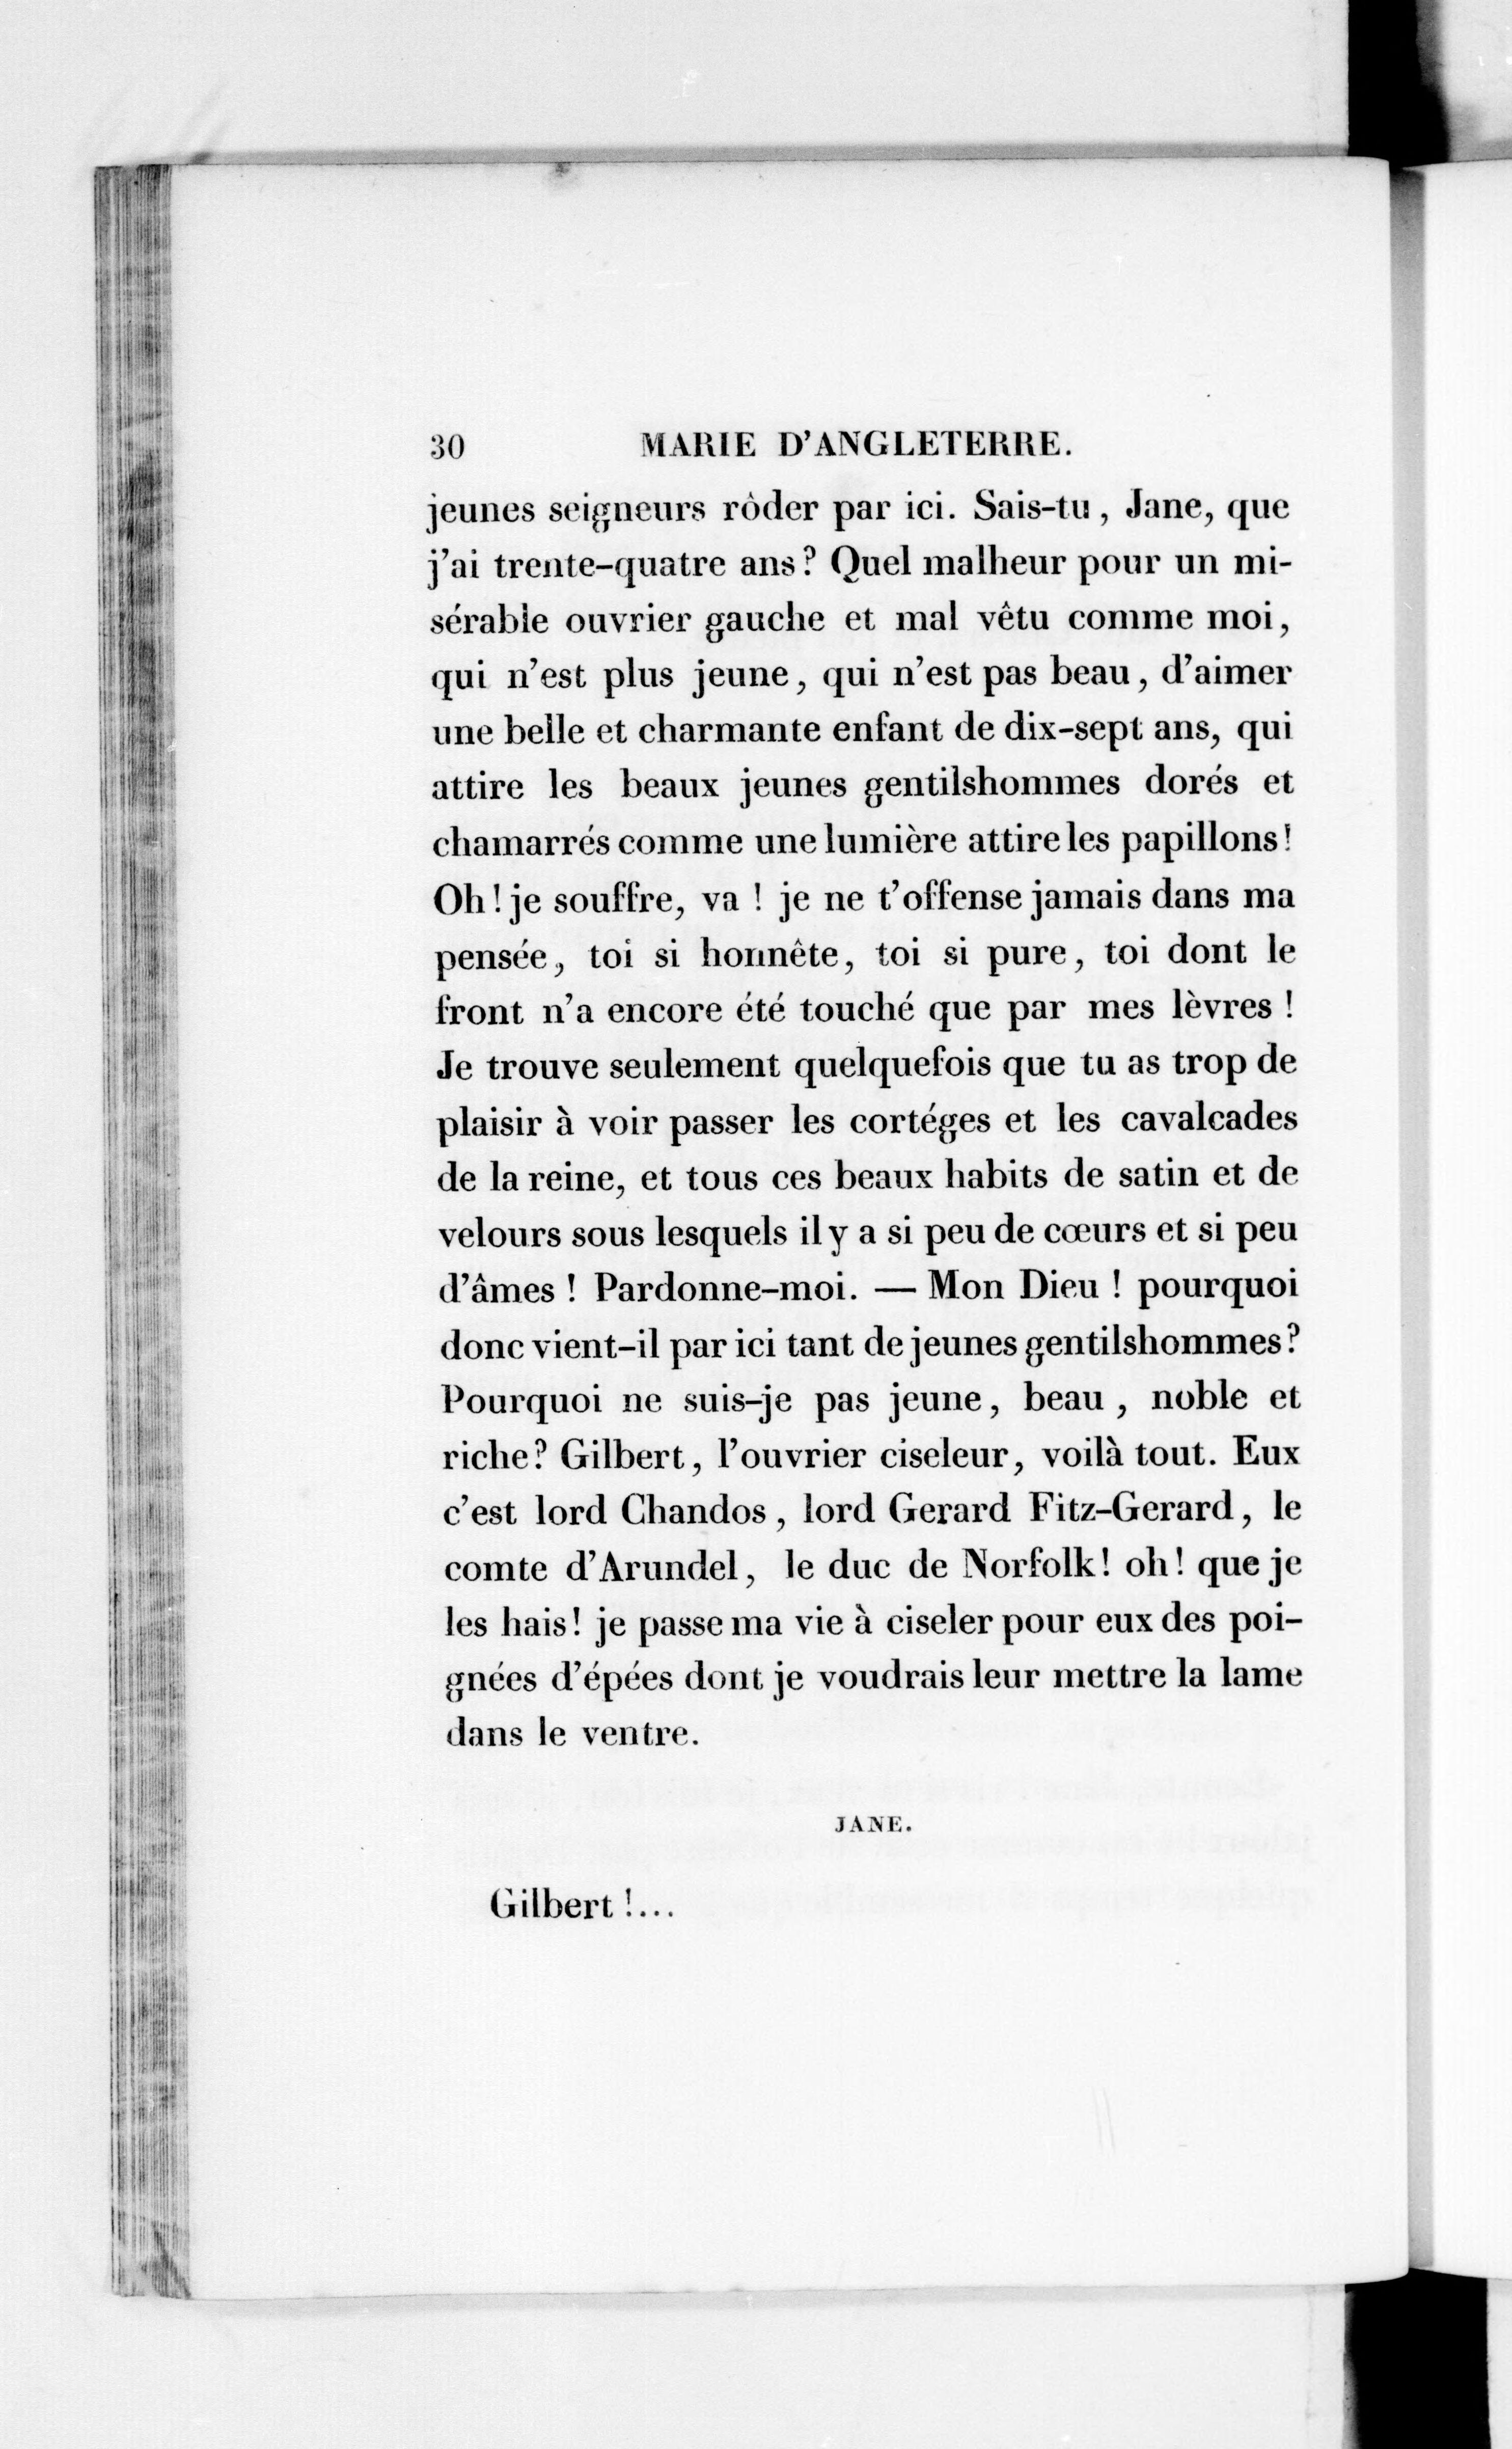 30 MARIE D'ANGLETERRE.
jeunes seigneurs rôder par ici. Sais-tu, Jane, que
j'ai trente-quatre ans? Quel malheur pour un mi-
sérable ouvrier gauche et mal vêtu comme moi,
qui n'est plus jeune, qui n'est pas beau, d'aimer
une belle et charmante enfant de dix-sept ans, qui
attire les beaux jeunes gentilshommes dorés et
chamarrés comme une lumière attire les papillons!
Oh! je souffre, va ! je ne t'offense jamais dans ma
pensée, toi si honnête, toi si pure, toi dont le
front n'a encore été touché que par mes lèvres !
Je trouve seulement quelquefois que tu as trop de
plaisir à voir passer les cortéges et les cavalcades
de la reine, et tous ces beaux habits de satin et de
velours sous lesquels il y a si peu de cœurs et si peu
d'âmes ! Pardonne-moi. — Mon Dieu ! pourquoi
donc vient-il par ici tant de jeunes gentilshommes?
Pourquoi ne suis-je pas jeune, beau , noble et
riche? Gilbert, l'ouvrier ciseleur, voilà tout. Eux
c'est lord Chandos, lord Gerard Fitz-Gerard, le
comte d'Arundel, le duc de Norfolk! oh! que je
les hais! je passe ma vie à ciseler pour eux des poi-
gnées d'épées dont je voudrais leur mettre la lame
dans le ventre.
JANE.
Gilbert !...